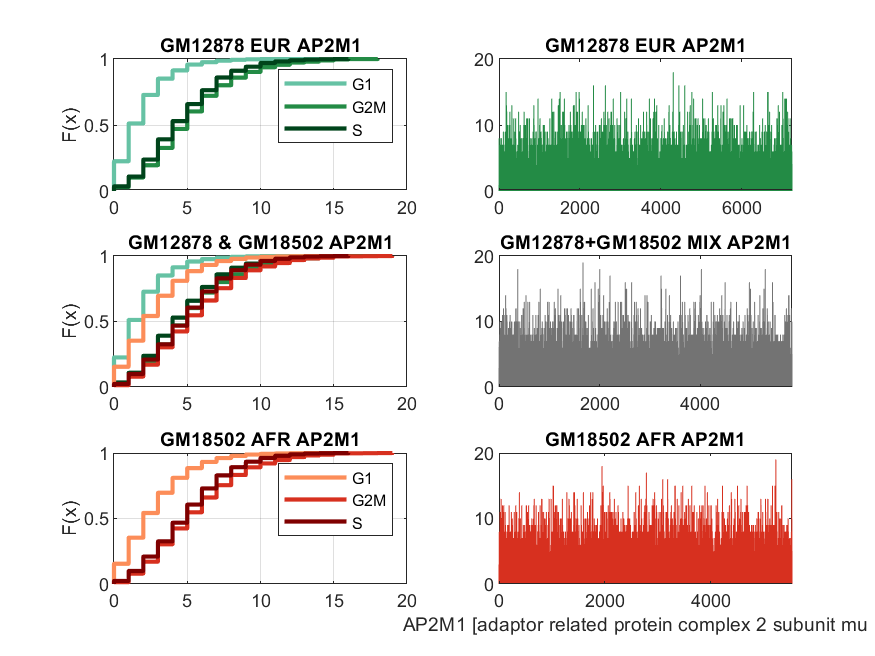 GM12878 EUR AP2M1
F(x)
1
0.5
0
0 5 10 15 20
G1
G2M
S
GM12878 EUR AP2M1
20
10
0
0 2000 4000 6000
GM12878 & GM18502 AP2M1
F(x)
1
0.5
0
0 5 10 15 20
GM12878+GM18502 MIX AP2M1
20
10
0
0 2000 4000
GM18502 AFR AP2M1
F(x)
1
0.5
0
0 5 10 15 20
G1
G2M
S
GM18502 AFR AP2M1
20
10
0
0 2000 4000
AP2M1 [adaptor related protein complex 2 subunit mu